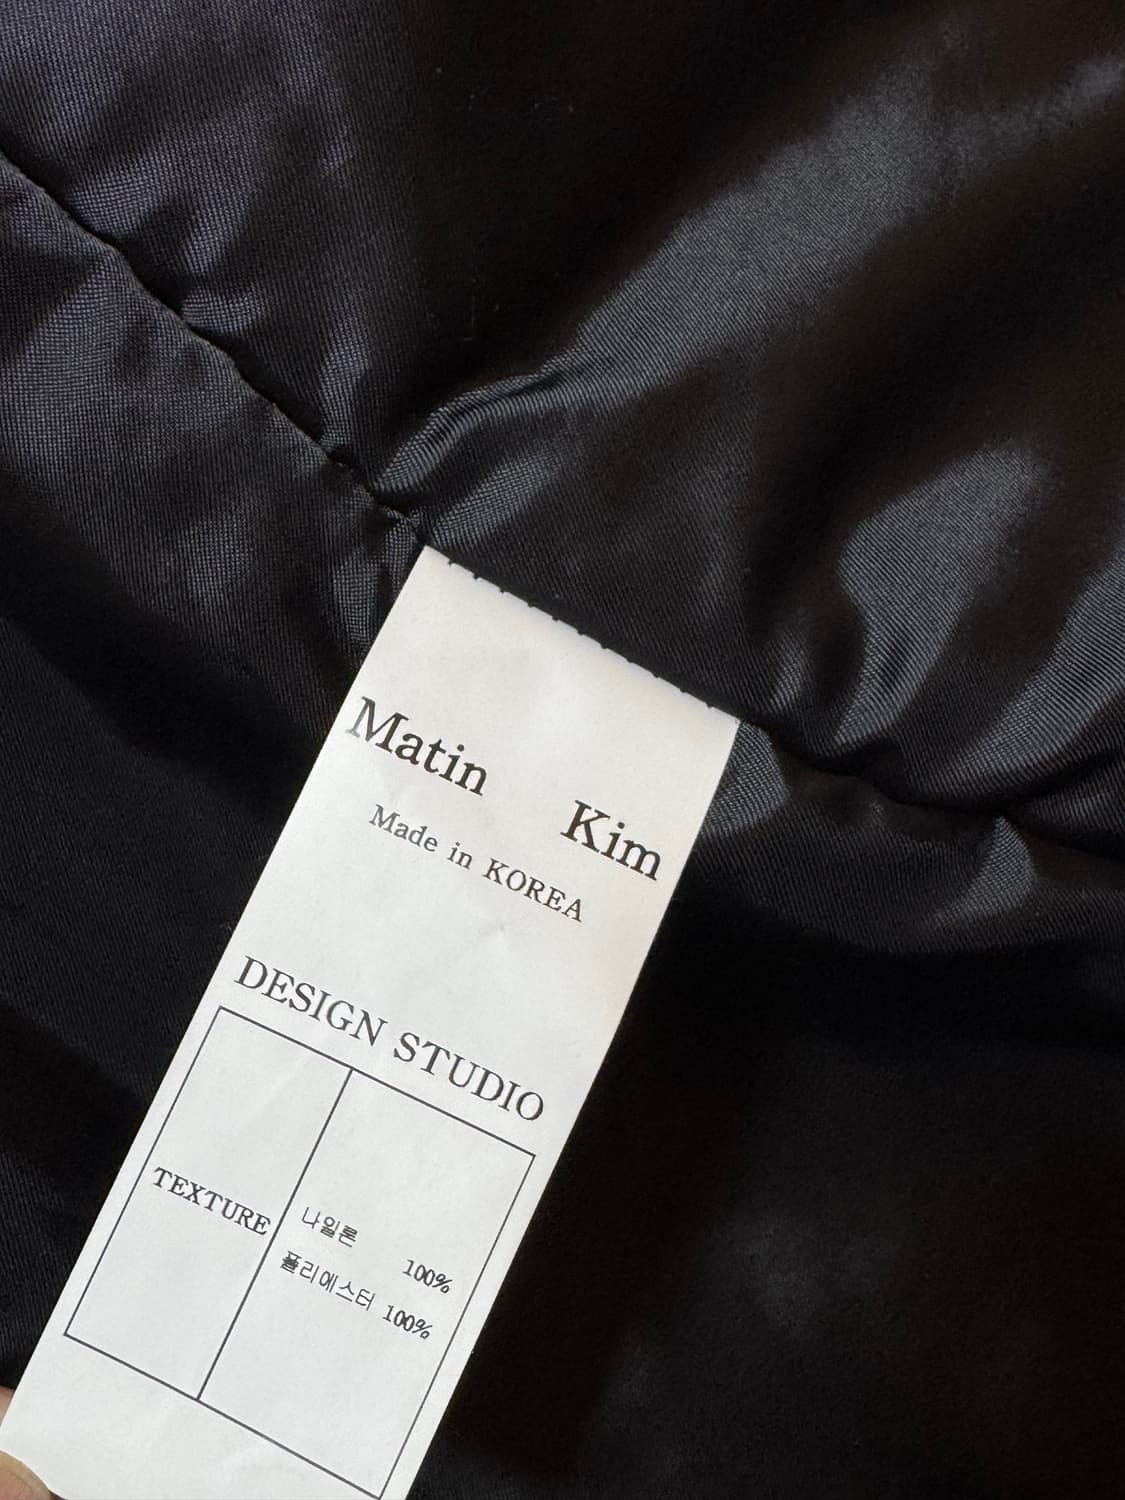 Matin Kim
Made in KOREA
DESIGN STUDIO
TEXTURE
나일론 100%
폴리에스터 100%